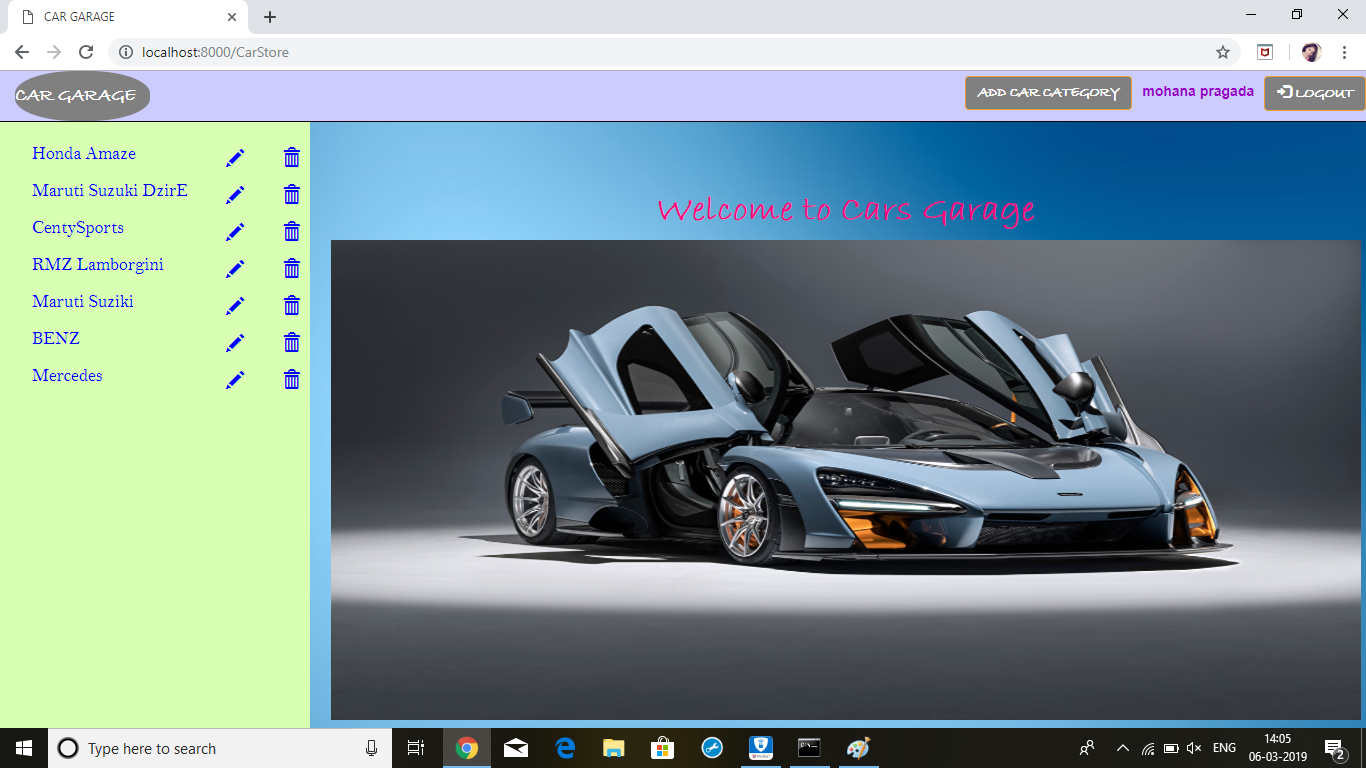 CAR GARAGE
localhost:8000/CarStore
CAR GARAGE
ADD CAR CATEGORY
mohana pragada
LOGOUT
Honda Amaze
Maruti Suzuki DzirE
CentySports
RMZ Lamborgini
Maruti Suziki
BENZ
Mercedes
Welcome to Cars Garage
Type here to search
ENG
14:05
06-03-2019
2